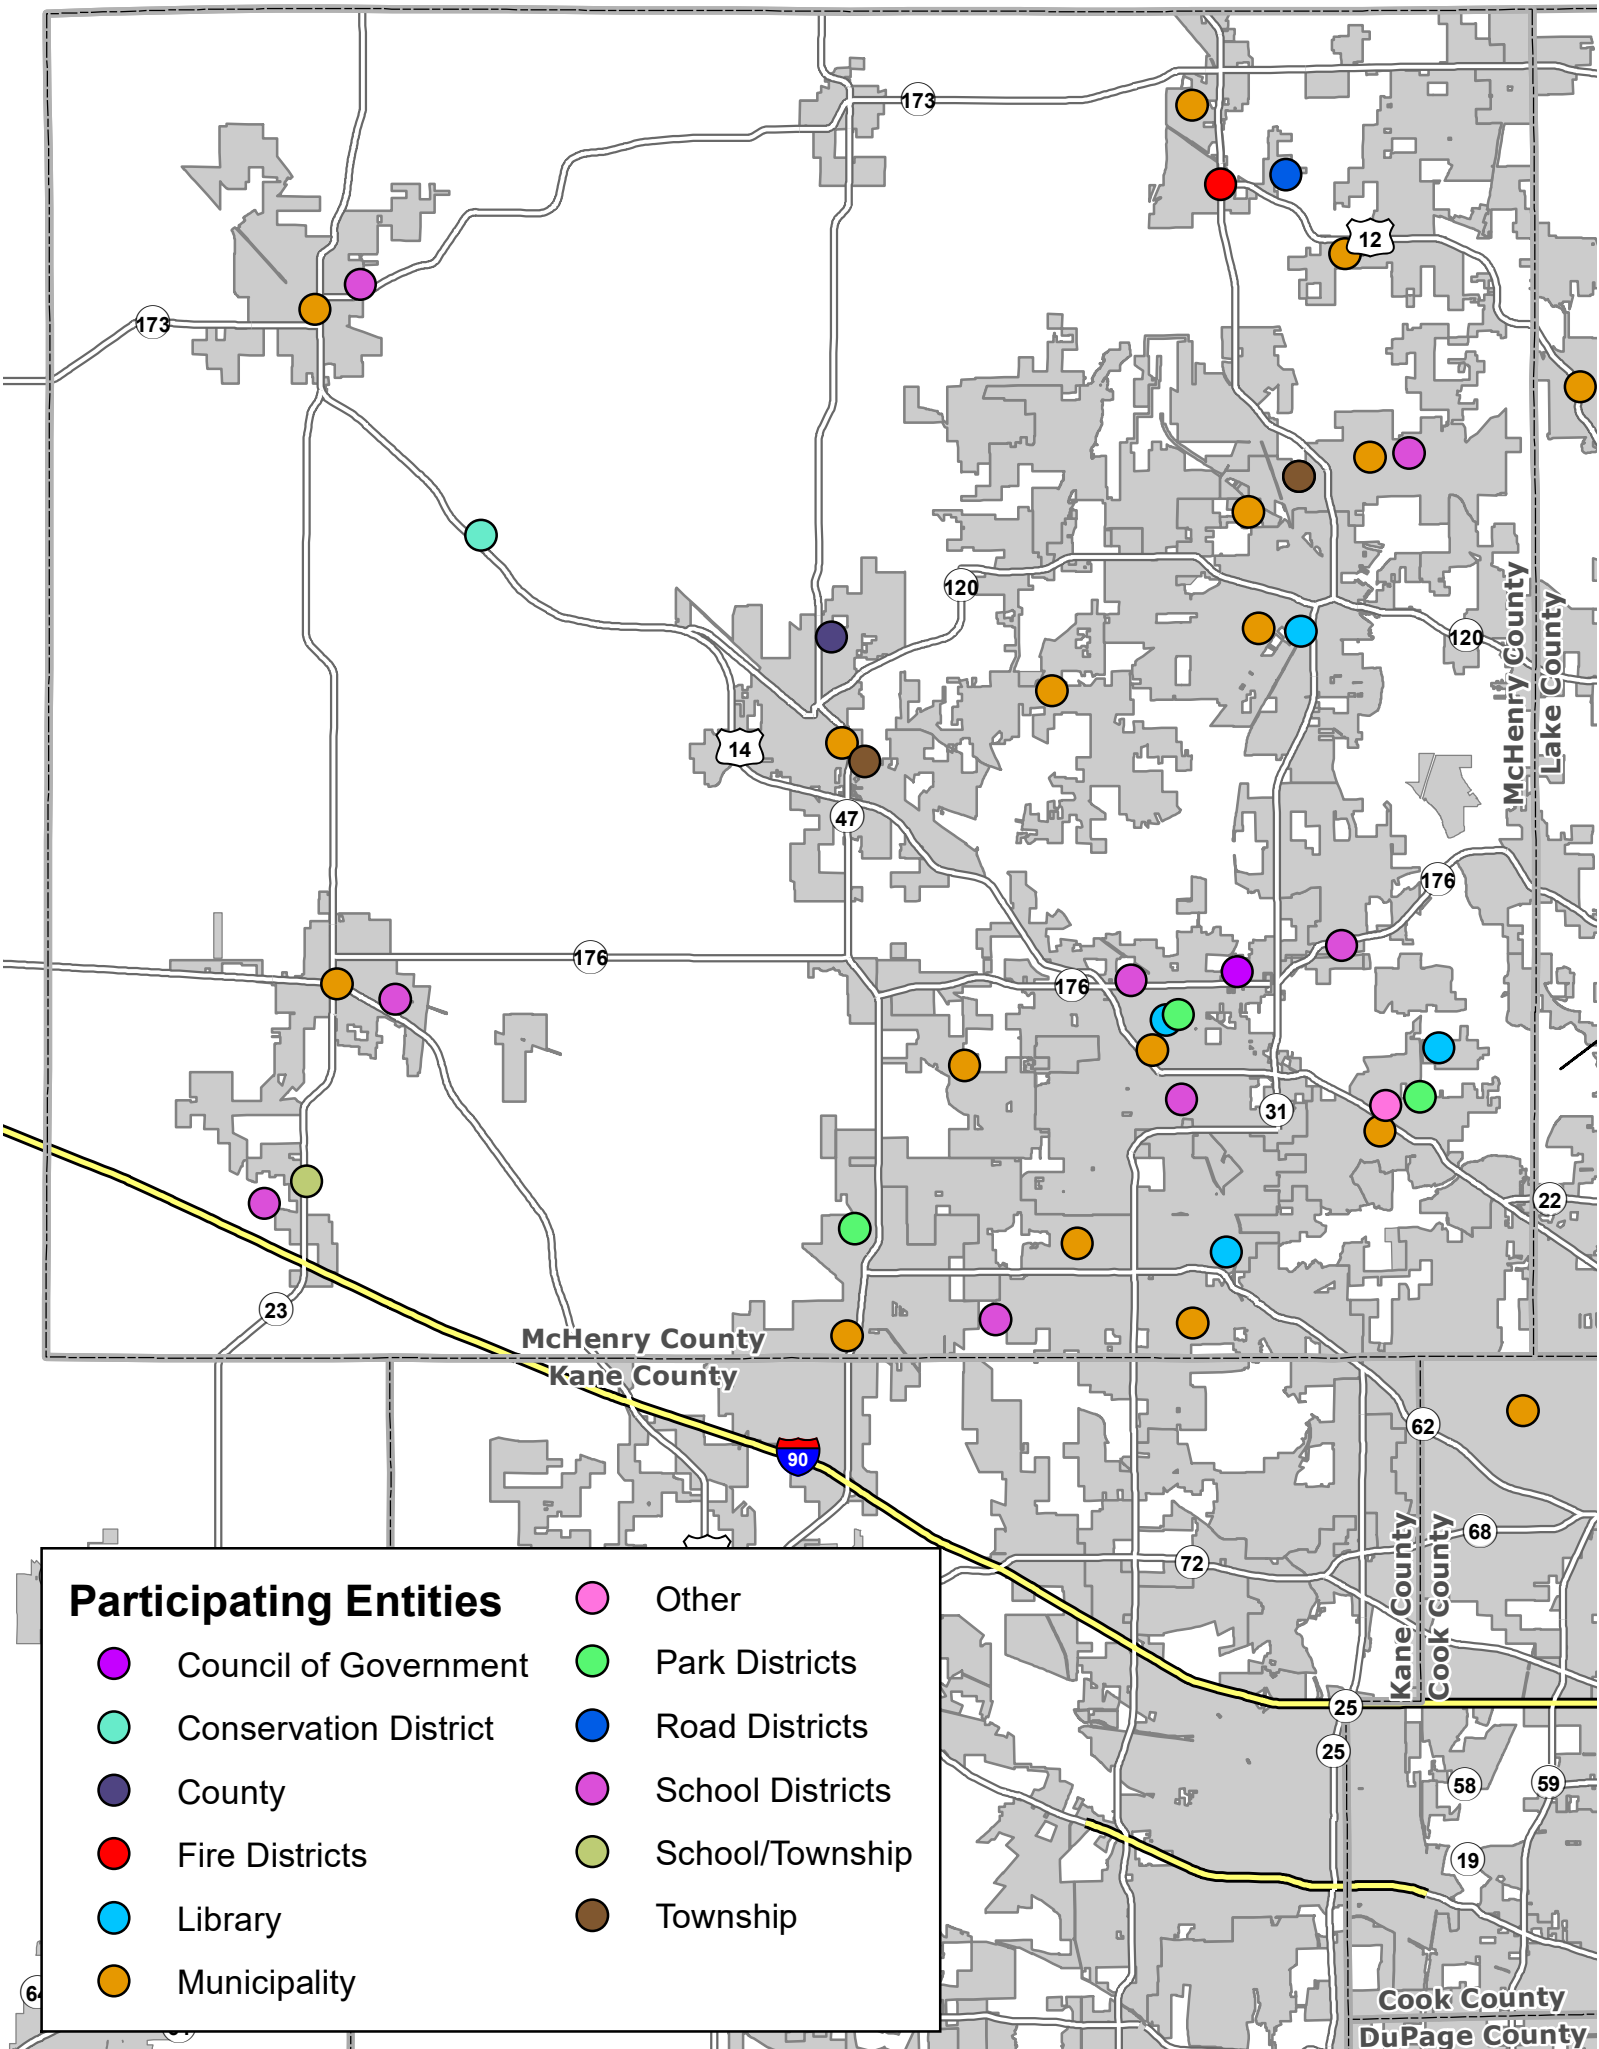 173
12
173
120
120
McHenry County
Lake County
14
47
176
176
176
31
22
23
McHenry County
Kane County
62
90
68
72
Kane County
Cook County
25
25
58
59
19
Participating Entities
Council of Government
Conservation District
County
Fire Districts
Library
Municipality
Other
Park Districts
Road Districts
School Districts
School/Township
Township
Cook County
DuPage County